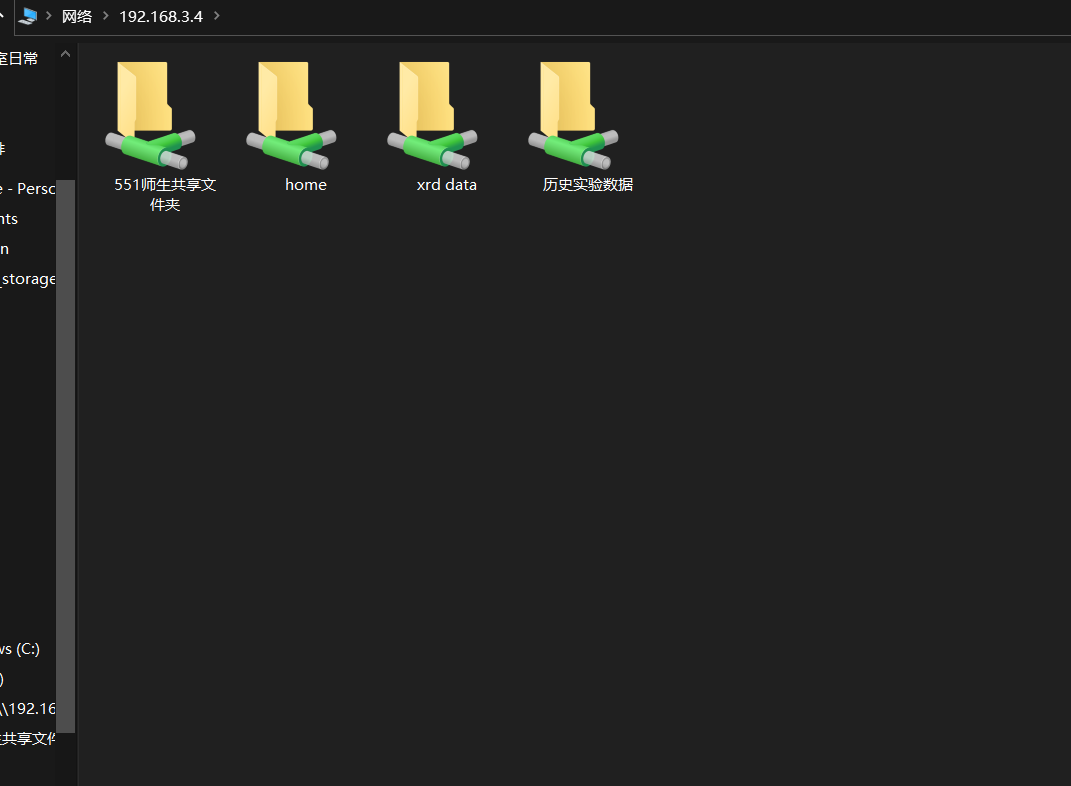 网络 > 192.168.3.4 >
室日常
e - Persc
nts
n
_storage
ws (C:)
)
\\192.16
生共享文件
551师生共享文
件夹
home
xrd data
历史实验数据